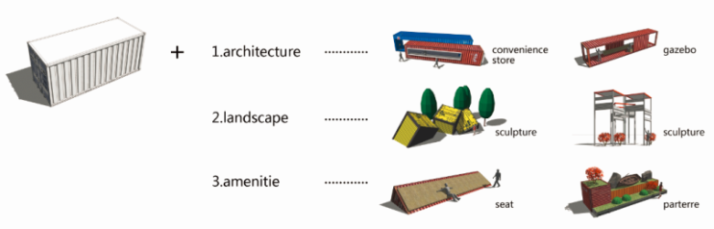 + 1.architecture ............ convenience store
gazebo
2.landscape ............ sculpture
sculpture
3.amenitie ............ seat
parterre